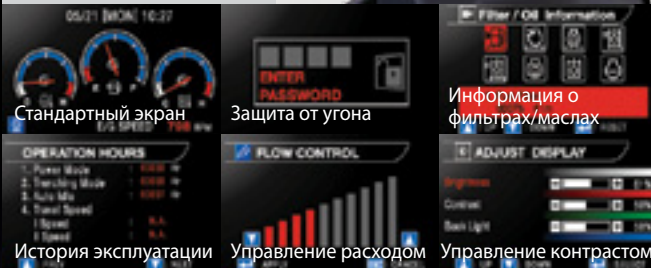 05/21 [MON] 10:27
E/G SPEED
Стандартный экран
ENTER
PASSWORD
Защита от угона
Filter / Oil Information
Информация о
фильтрах/маслах
OPERATION HOURS
1. Power Mode
2. Trenching Mode
3. Auto Idle
4. Travel Speed
I Speed
N.A.
N.A.
История эксплуатации
FLOW CONTROL
Управление расходом
ADJUST DISPLAY
Brightness
Contrast
Back Light
Управление контрастом